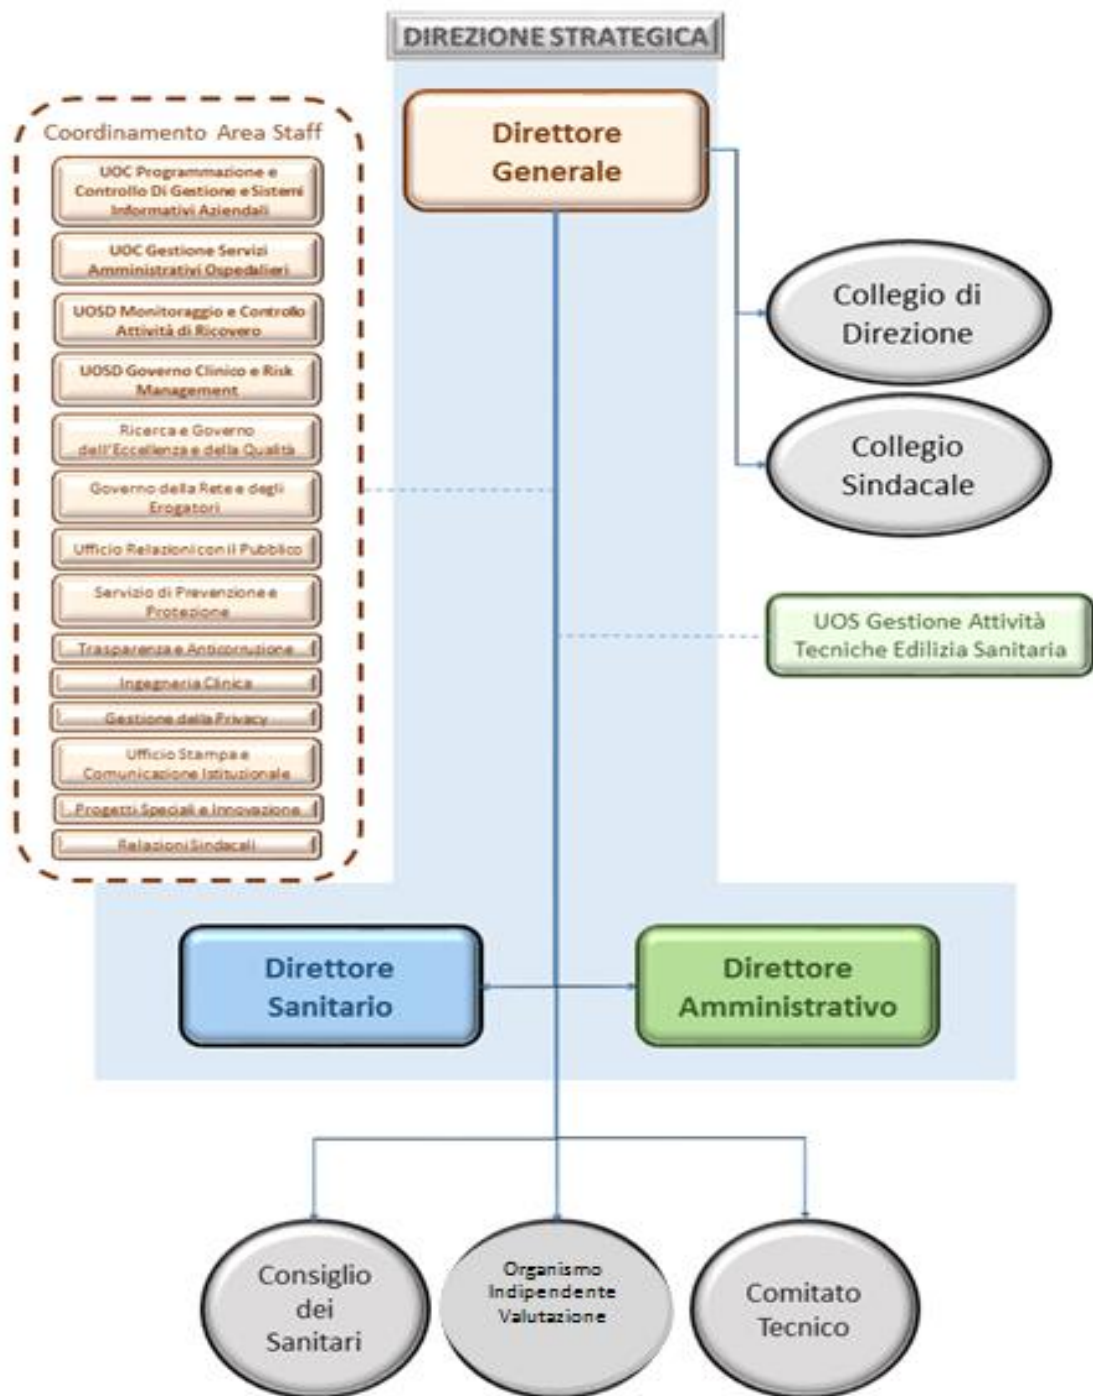 DIREZIONE STRATEGICA
Direttore
Generale
Coordinamento Area Staff
UOC Programmazione e
Controllo Di Gestione e Sistemi
Informativi Aziendali
UOC Gestione Servizi
Amministrativi Ospedalieri
UOSD Monitoraggio e Controllo
Attività di Ricovero
UOSD Governo Clinico e Risk
Management
Ricerca e Governo
dell'Eccellenza e della Qualità
Governo della Rete e degli
Erogatori
Ufficio Relazioni con il Pubblico
Servizio di Prevenzione e
Protezione
Trasparenza e Anticorruzione
Ingegneria Clinica
Gestione della Privacy
Ufficio Stampa e
Comunicazione Istituzionale
Progetti Speciali e Innovazione
Relazioni Sindacali
Collegio di
Direzione
Collegio
Sindacale
UOS Gestione Attività
Tecniche Edilizia Sanitaria
Direttore
Sanitario
Direttore
Amministrativo
Consiglio
dei
Sanitari
Organismo
Indipendente
Valutazione
Comitato
Tecnico